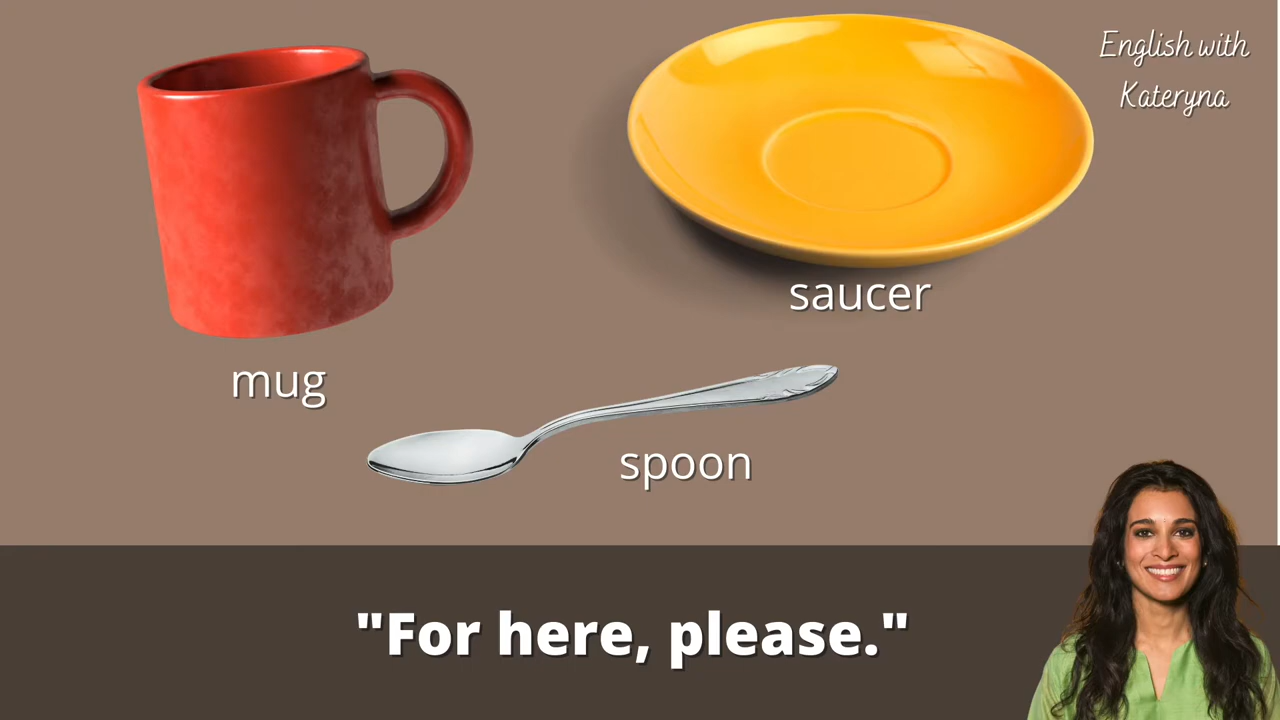 English with
Kateryna
saucer
mug
spoon
"For here, please."